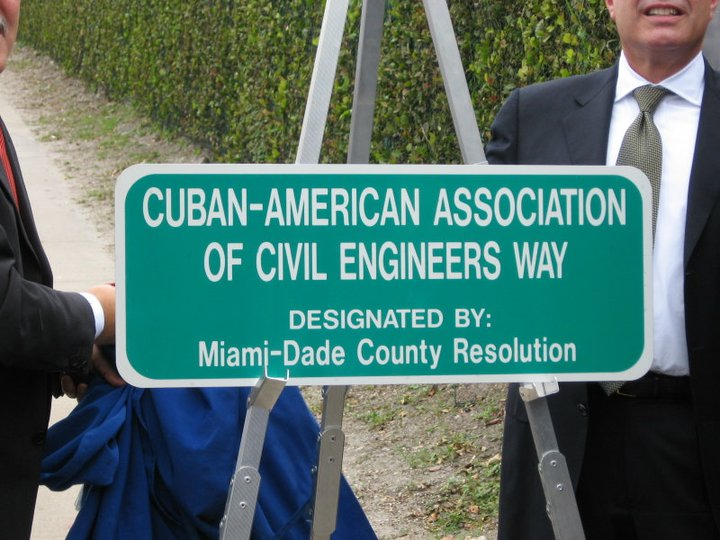 CUBAN-AMERICAN ASSOCIATION
OF CIVIL ENGINEERS WAY
DESIGNATED BY:
Miami-Dade County Resolution